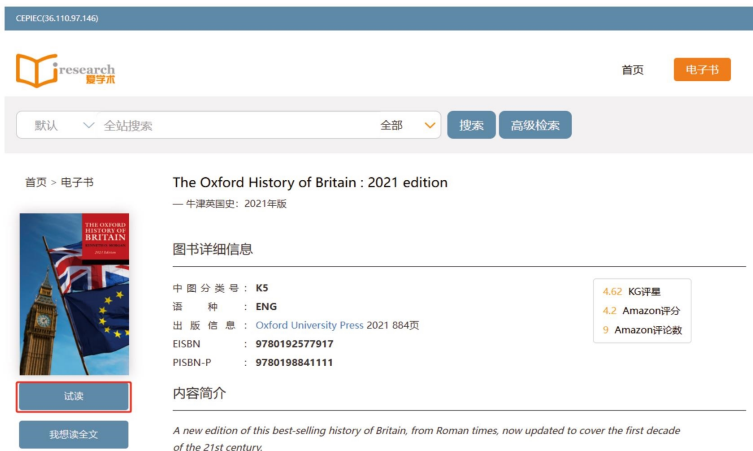 CEPIEC(36.110.97.146)
iresearch
爱学术
首页
电子书
默认
全站搜索
全部
搜索
高级检索
首页 > 电子书
The Oxford History of Britain : 2021 edition
— 牛津英国史：2021年版
THE OXFORD
HISTORY OF
BRITAIN
2021 Edition
图书详细信息
中图分类号： K5
语 种 ： ENG
出版信息： Oxford University Press 2021 884页
EISBN : 9780192577917
PISBN-P : 9780198841111
4.62 KG评星
4.2 Amazon评分
9 Amazon评论数
试读
我想读全文
内容简介
A new edition of this best-selling history of Britain, from Roman times, now updated to cover the first decade
of the 21st century.